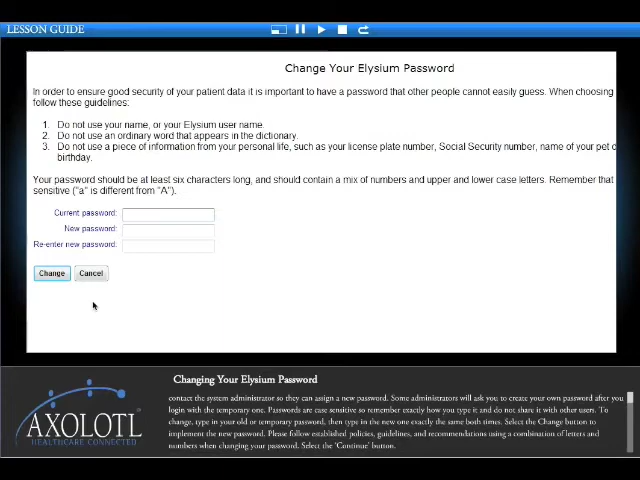 LESSON GUIDE
Change Your Elysium Password
In order to ensure good security of your patient data it is important to have a password that other people cannot easily guess. When choosing
follow these guidelines:
1. Do not use your name, or your Elysium user name.
2. Do not use an ordinary word that appears in the dictionary.
3. Do not use a piece of information from your personal life, such as your license plate number, Social Security number, name of your pet o
birthday.
Your password should be at least six characters long, and should contain a mix of numbers and upper and lower case letters. Remember that
sensitive ("a" is different from "A").
Current password:
New password:
Re-enter new password:
Change Cancel
Changing Your Elysium Password
contact the system administrator so they can assign a new password. Some administrators will ask you to create your own password after you
login with the temporary one. Passwords are case sensitive so remember exactly how you type it and do not share it with other users. To
change, type in your old or temporary password, then type in the new one exactly the same both times. Select the Change button to
implement the new password. Please follow established policies, guidelines, and recommendations using a combination of letters and
numbers when changing your password. Select the 'Continue' button.
AXOLOTL
HEALTHCARE CONNECTED